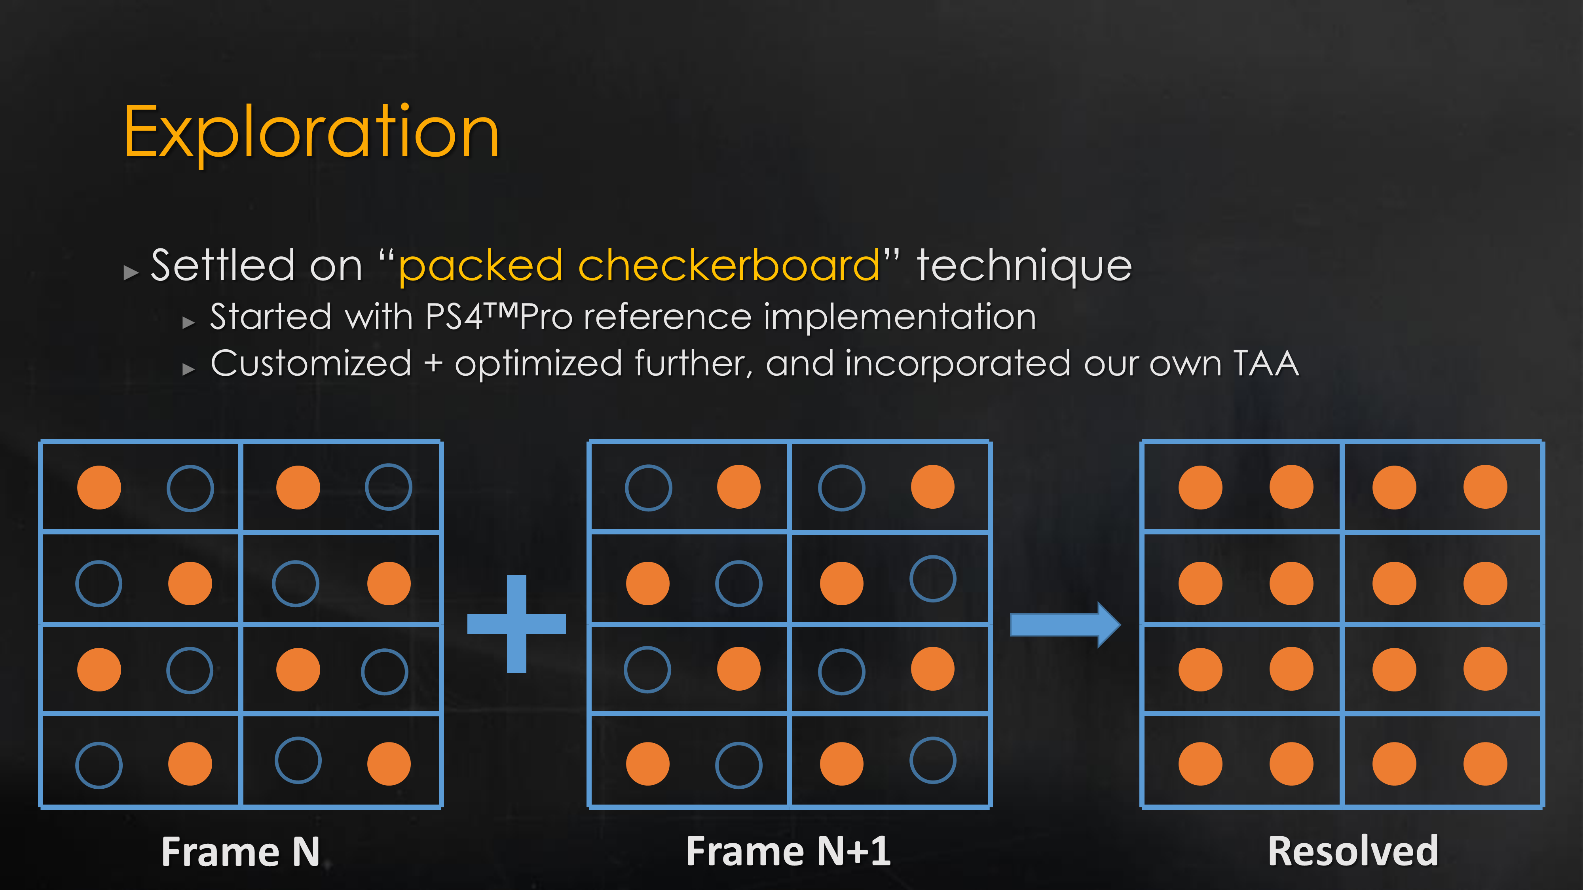 Exploration
▸ Settled on “packed checkerboard” technique
▸ Started with PS4™Pro reference implementation
▸ Customized + optimized further, and incorporated our own TAA
Frame N
Frame N+1
Resolved